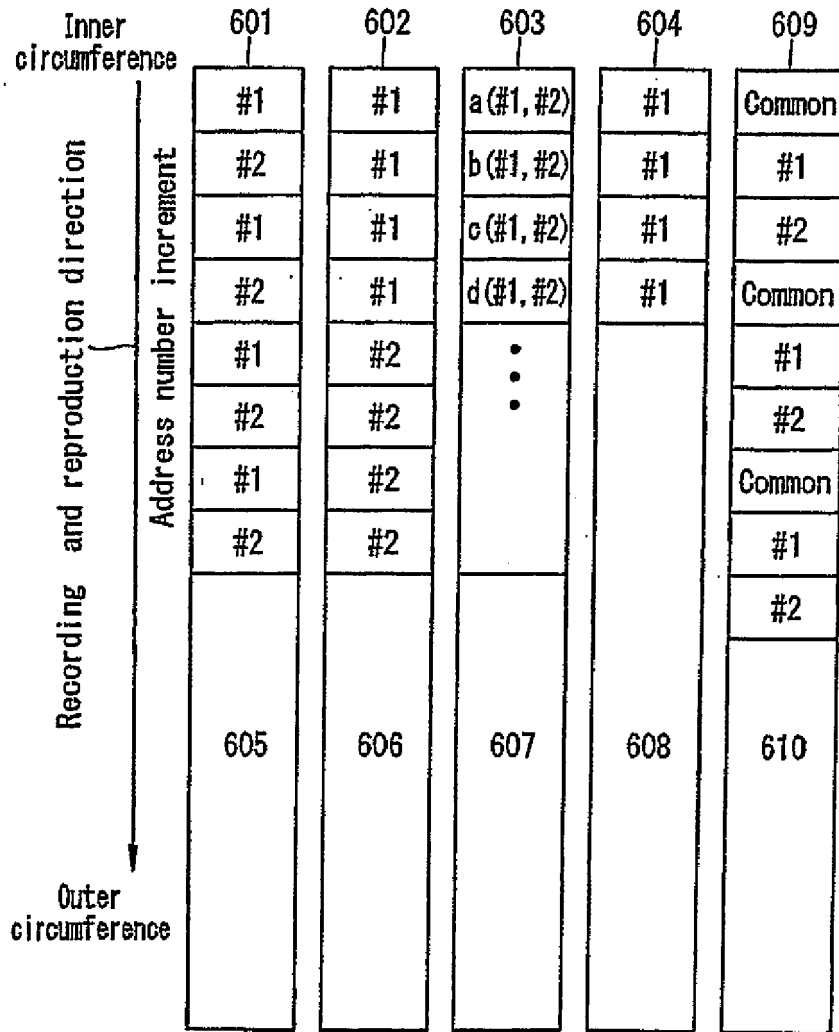 Inner
circumference
601 602 603 604 609
#1 #1 a(#1,#2) #1 Common
#2 #1 b(#1,#2) #1 #1
#1 #1 c(#1,#2) #1 #2
#2 #1 d(#1,#2) #1 Common
#1 #2 #1
#2 #2 #2
#1 #2 Common
#2 #2 #1
#2
Recording and reproduction direction
Address number increment
605 606 607 608 610
Outer
circumference